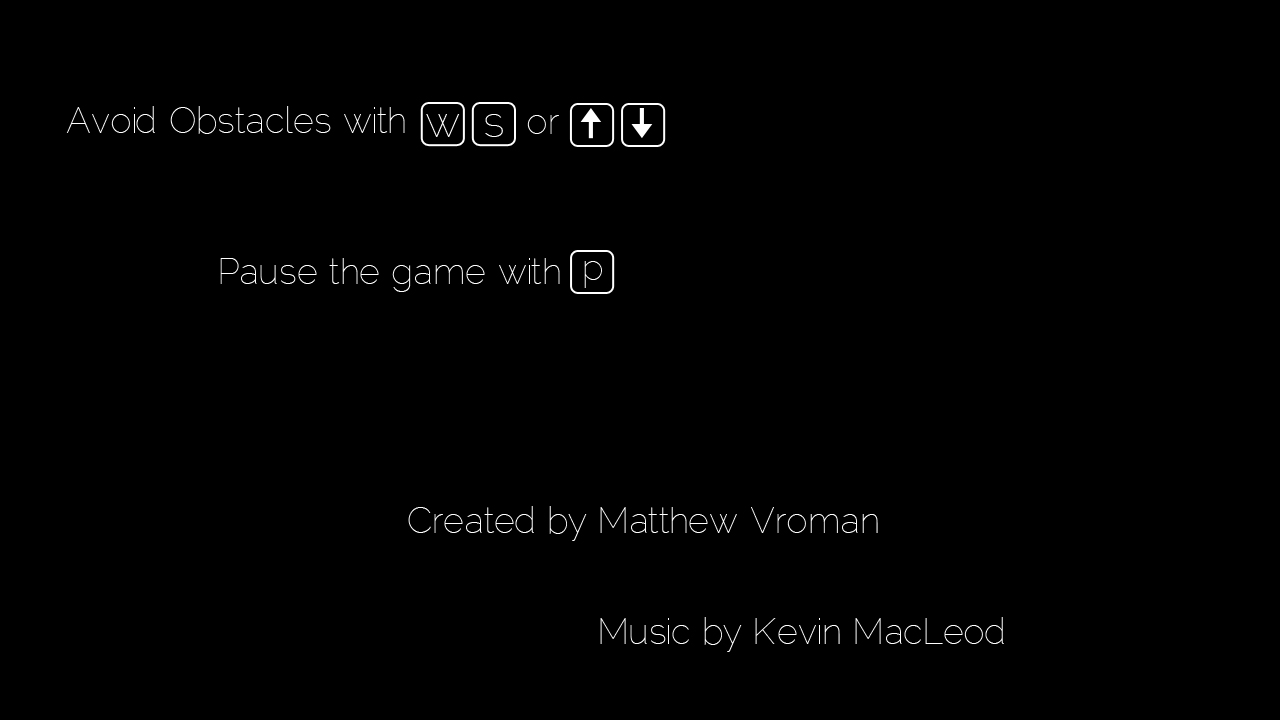 Avoid Obstacles with W S or ↑ ↓
Pause the game with p
Created by Matthew Vroman
Music by Kevin MacLeod